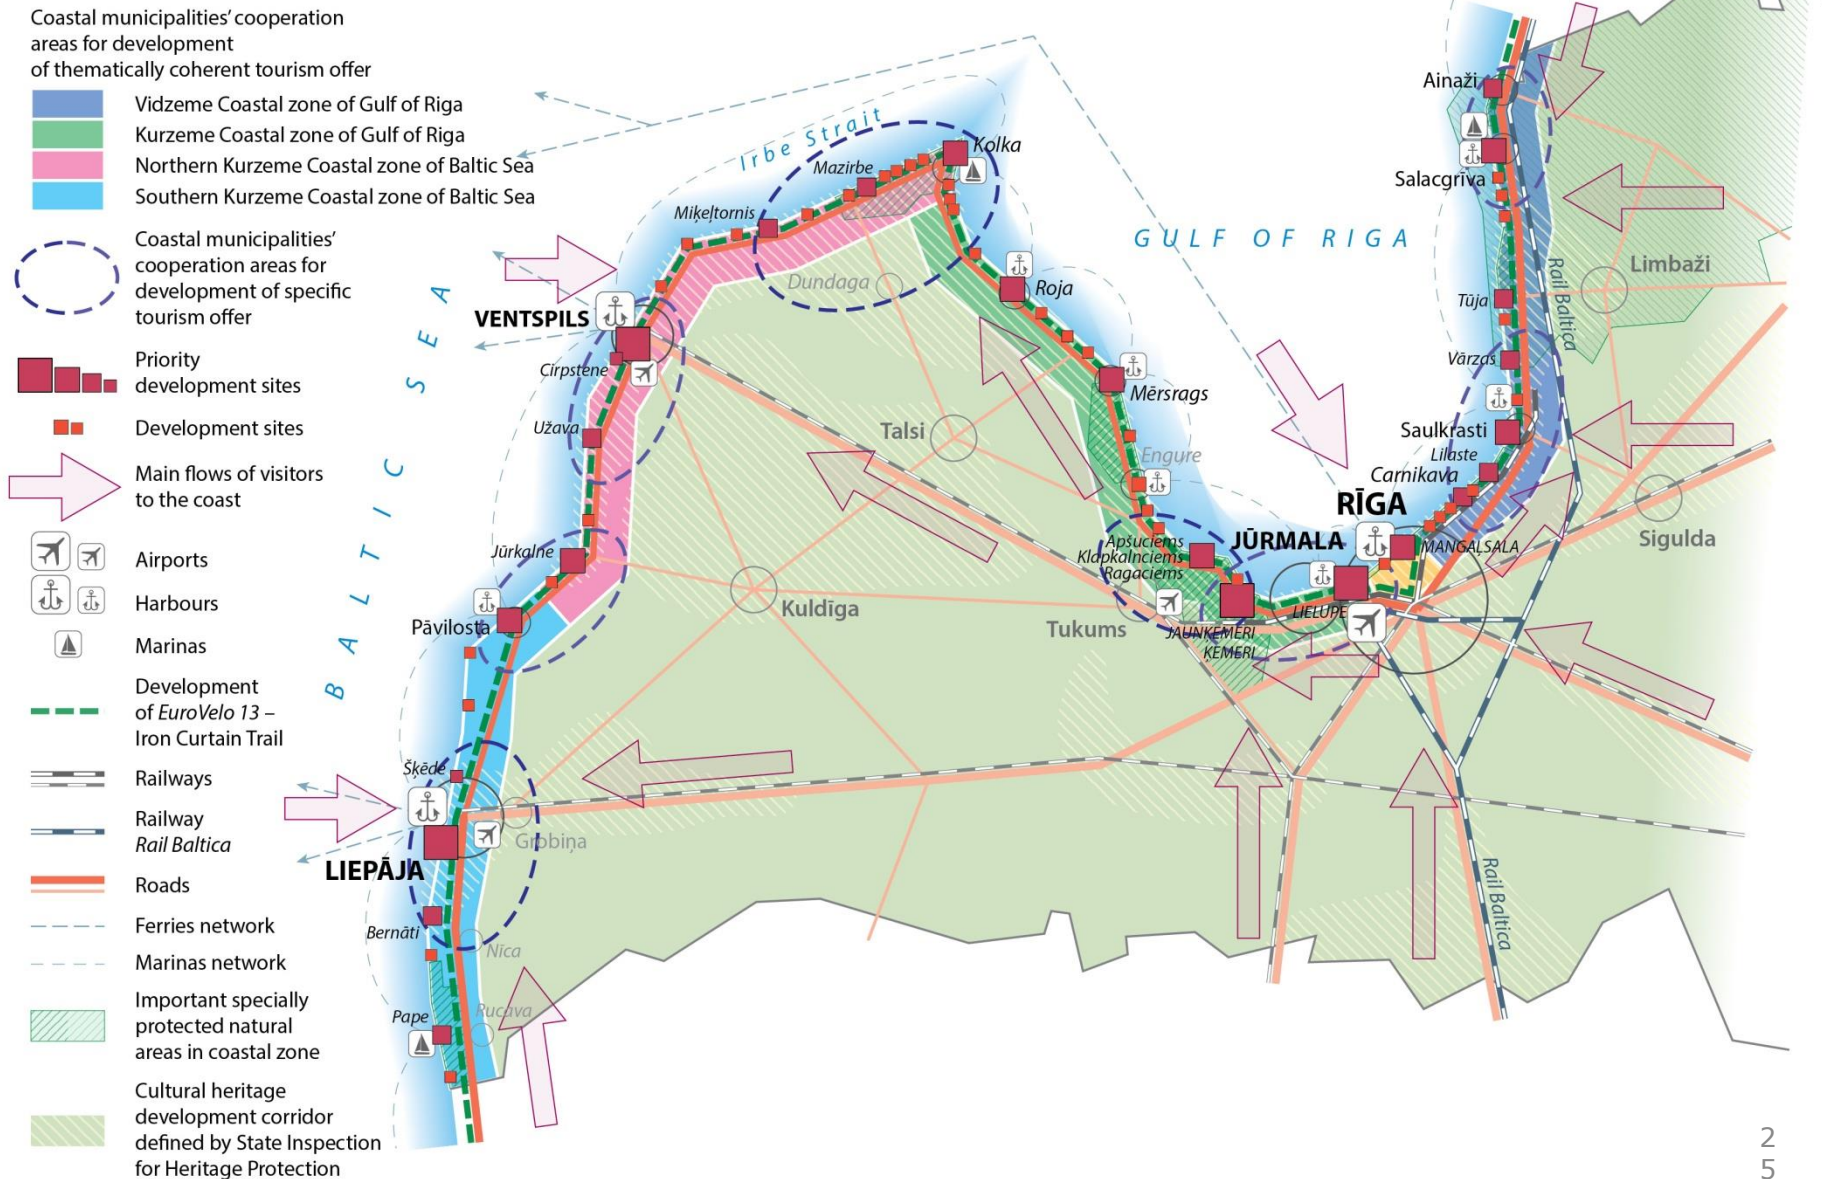 Coastal municipalities' cooperation
areas for development
of thematically coherent tourism offer
Vidzeme Coastal zone of Gulf of Riga
Kurzeme Coastal zone of Gulf of Riga
Northern Kurzeme Coastal zone of Baltic Sea
Southern Kurzeme Coastal zone of Baltic Sea
Coastal municipalities'
cooperation areas for
development of specific
tourism offer
Priority
development sites
Development sites
Main flows of visitors
to the coast
Airports
Harbours
Marinas
Development
of EuroVelo 13 –
Iron Curtain Trail
Railways
Railway
Rail Baltica
Roads
Ferries network
Marinas network
Important specially
protected natural
areas in coastal zone
Cultural heritage
development corridor
defined by State Inspection
for Heritage Protection
BALTIC SEA
Irbe Strait
GULF OF RIGA
Kolka
Mazirbe
Miķeļtornis
Dundaga
VENTSPILS
Cirpstene
Užava
Jūrkalne
Pāvilosta
Šķēde
LIEPĀJA
Grobiņa
Bernāti
Nīca
Rucava
Pape
Roja
Mērsrags
Talsi
Engure
Kuldīga
Tukums
Apšuciems
Klapkalnciems
Ragaciems
JAUNĶEMERI
ĶEMERI
JŪRMALA
LIELUPE
RĪGA
MANGAĻSALA
Carnikava
Lilaste
Saulkrasti
Vārzas
Tūja
Salacgrīva
Ainaži
Limbaži
Rail Baltica
Sigulda
Rail Baltica
2
5